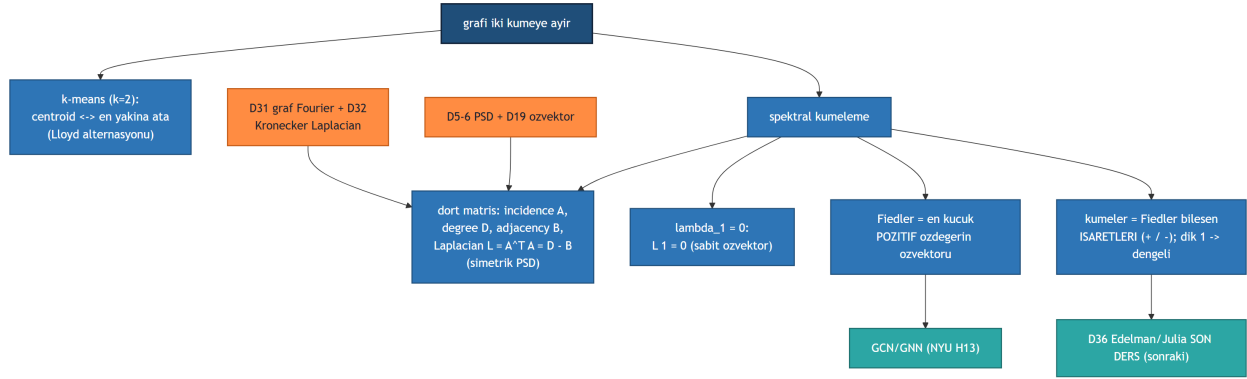 grafi iki kumeye ayir
k-means (k=2):
centroid <-> en yakina ata
(Lloyd alternasyonu)
D31 graf Fourier + D32
Kronecker Laplacian
D5-6 PSD + D19 ozvektor
spektral kumeleme
dort matris: incidence A,
degree D, adjacency B,
Laplacian L = A^T A = D - B
(simetrik PSD)
lambda_1 = 0:
L 1 = 0 (sabit ozvektor)
Fiedler = en kucuk
POZITIF ozdegerin
ozvektoru
kumeler = Fiedler bilesen
ISARETLERI (+ / -); dik 1 ->
dengeli
GCN/GNN (NYU H13)
D36 Edelman/Julia SON
DERS (sonraki)